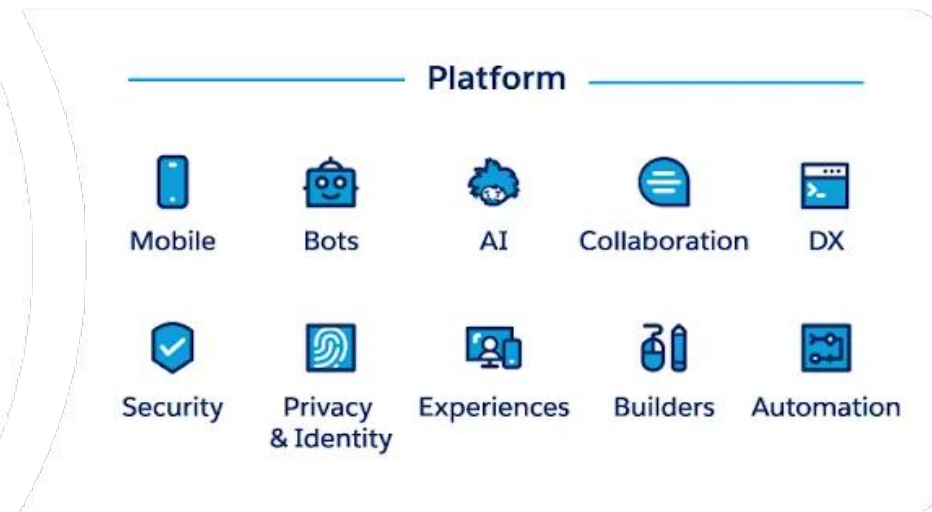 Platform
Mobile
Bots
AI
Collaboration
DX
Security
Privacy
& Identity
Experiences
Builders
Automation